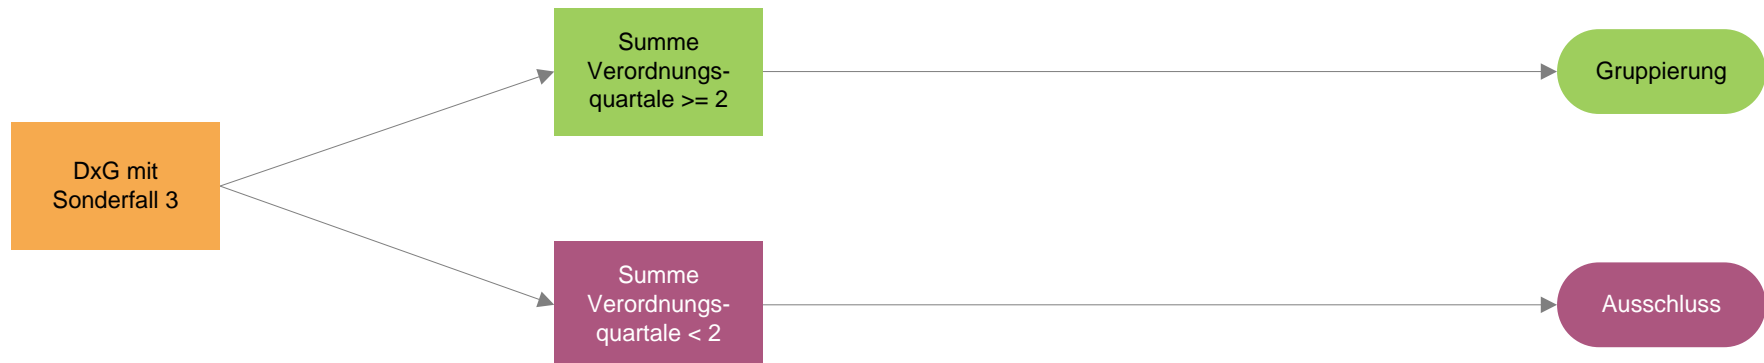 DxG mit
Sonderfall 3
Summe
Verordnungs-
quartale >= 2
Gruppierung
Summe
Verordnungs-
quartale < 2
Ausschluss